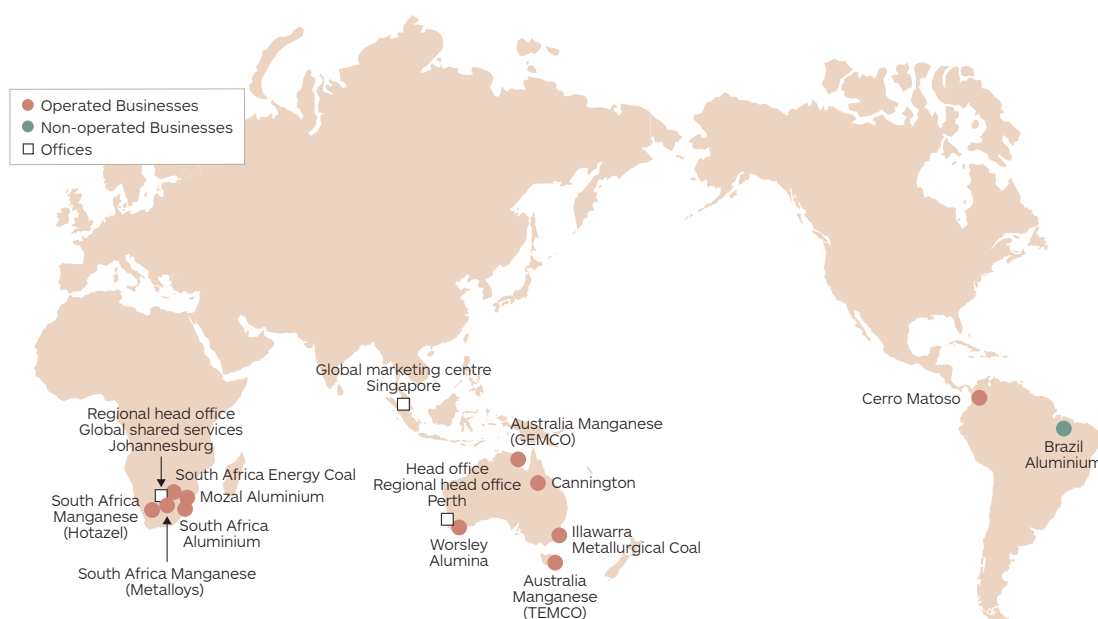 Operated Businesses
Non-operated Businesses
Offices
Global marketing centre
Singapore
Cerro Matoso
Brazil
Aluminium
Regional head office
Global shared services
Johannesburg
South Africa Energy Coal
Mozal Aluminium
South Africa
Manganese
(Hotazel)
South Africa
Aluminium
South Africa Manganese
(Metalloys)
Australia Manganese
(GEMCO)
Head office
Regional head office
Perth
Cannington
Worsley
Alumina
Illawarra
Metallurgical Coal
Australia
Manganese
(TEMCO)